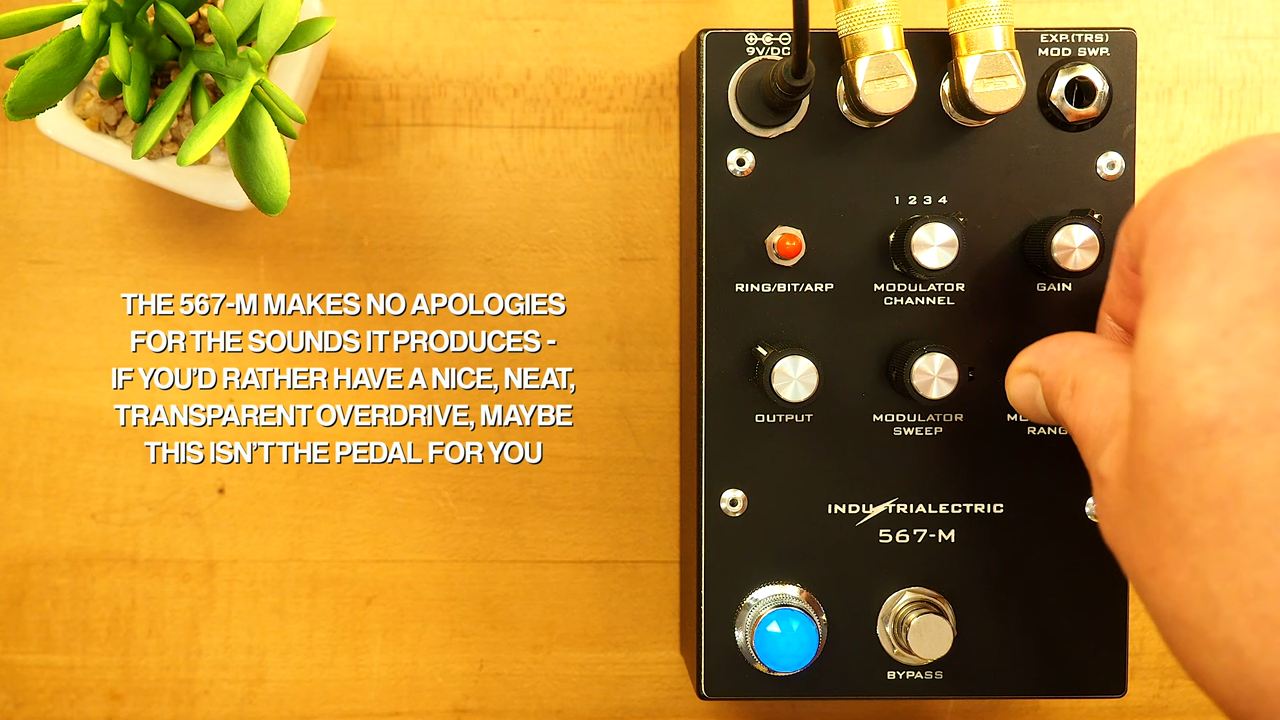 9V/DC
EXP.(TRS)
MOD SWP.
1 2 3 4
RING/BIT/ARP
MODULATOR
CHANNEL
GAIN
THE 567-M MAKES NO APOLOGIES
FOR THE SOUNDS IT PRODUCES -
IF YOU'D RATHER HAVE A NICE, NEAT,
TRANSPARENT OVERDRIVE, MAYBE
THIS ISN'T THE PEDAL FOR YOU
OUTPUT
MODULATOR
SWEEP
INDUSTRIALECTRIC
567-M
BYPASS